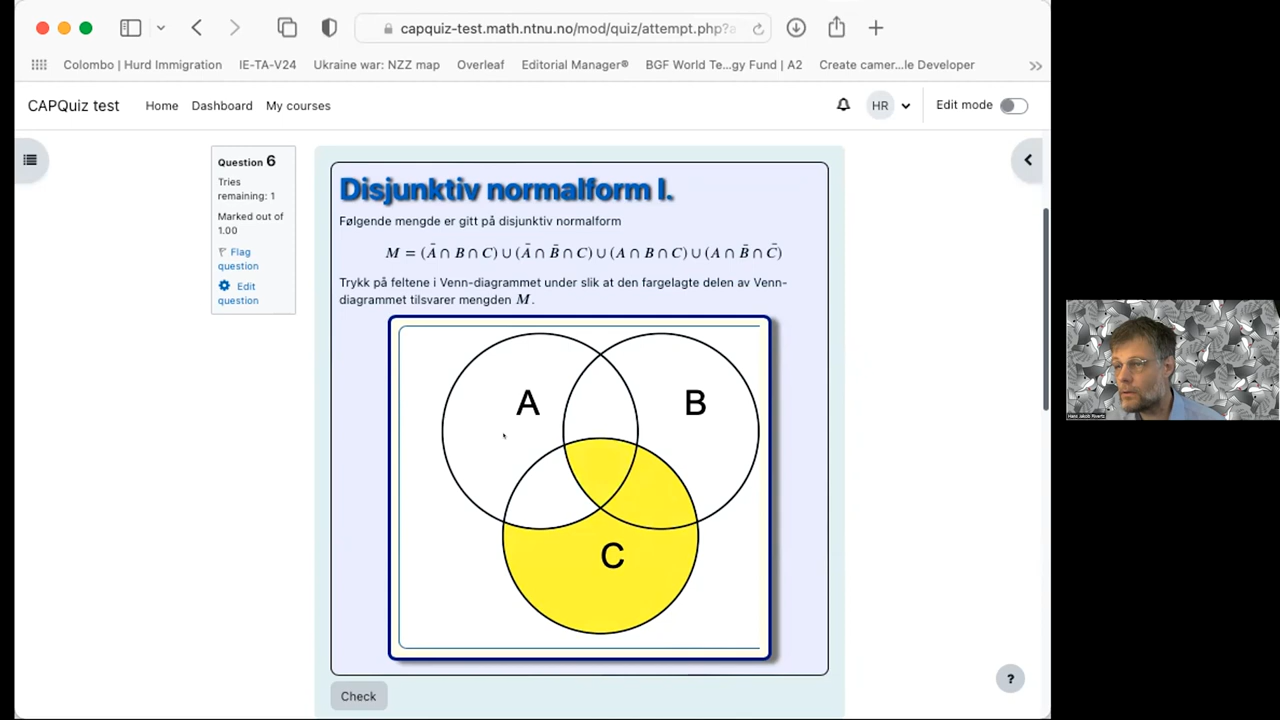 capquiz-test.math.ntnu.no/mod/quiz/attempt.php?a
Colombo | Hurd Immigration IE-TA-V24 Ukraine war: NZZ map Overleaf Editorial Manager® BGF World Te...gy Fund | A2 Create camer...le Developer
CAPQuiz test Home Dashboard My courses HR Edit mode
Question 6
Tries
remaining: 1
Marked out of
1.00
Flag
question
Edit
question
Disjunktiv normalform I.
Følgende mengde er gitt på disjunktiv normalform
M = (Ā ∩ B ∩ C) ∪ (Ā ∩ B̄ ∩ C) ∪ (A ∩ B ∩ C) ∪ (A ∩ B̄ ∩ C̄)
Trykk på feltene i Venn-diagrammet under slik at den fargelagte delen av Venn-
diagrammet tilsvarer mengden M.
A B
C
Check
?
Hans Jakob Rivertz